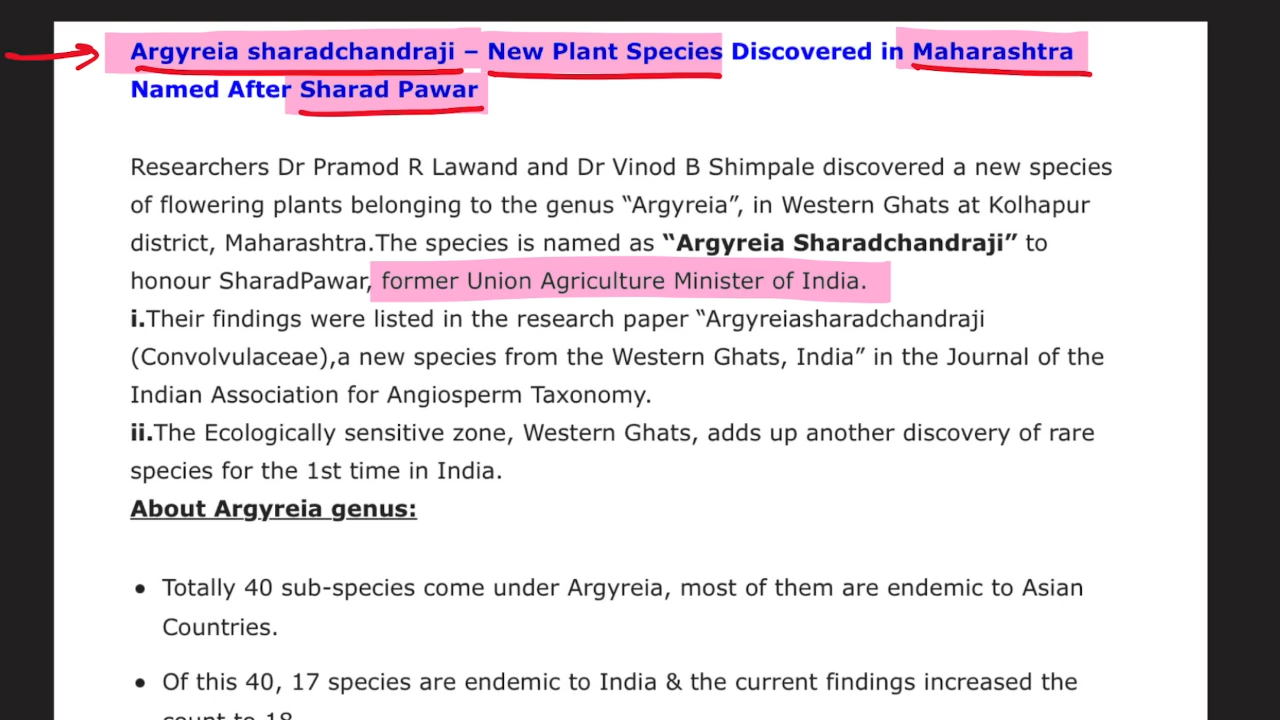 Argyreia sharadchandraji – New Plant Species Discovered in Maharashtra
Named After Sharad Pawar
Researchers Dr Pramod R Lawand and Dr Vinod B Shimpale discovered a new species
of flowering plants belonging to the genus “Argyreia”, in Western Ghats at Kolhapur
district, Maharashtra.The species is named as “Argyreia Sharadchandraji” to
honour SharadPawar, former Union Agriculture Minister of India.
i.Their findings were listed in the research paper “Argyreiasharadchandraji
(Convolvulaceae),a new species from the Western Ghats, India” in the Journal of the
Indian Association for Angiosperm Taxonomy.
ii.The Ecologically sensitive zone, Western Ghats, adds up another discovery of rare
species for the 1st time in India.
About Argyreia genus:
• Totally 40 sub-species come under Argyreia, most of them are endemic to Asian
Countries.
• Of this 40, 17 species are endemic to India & the current findings increased the
count to 18